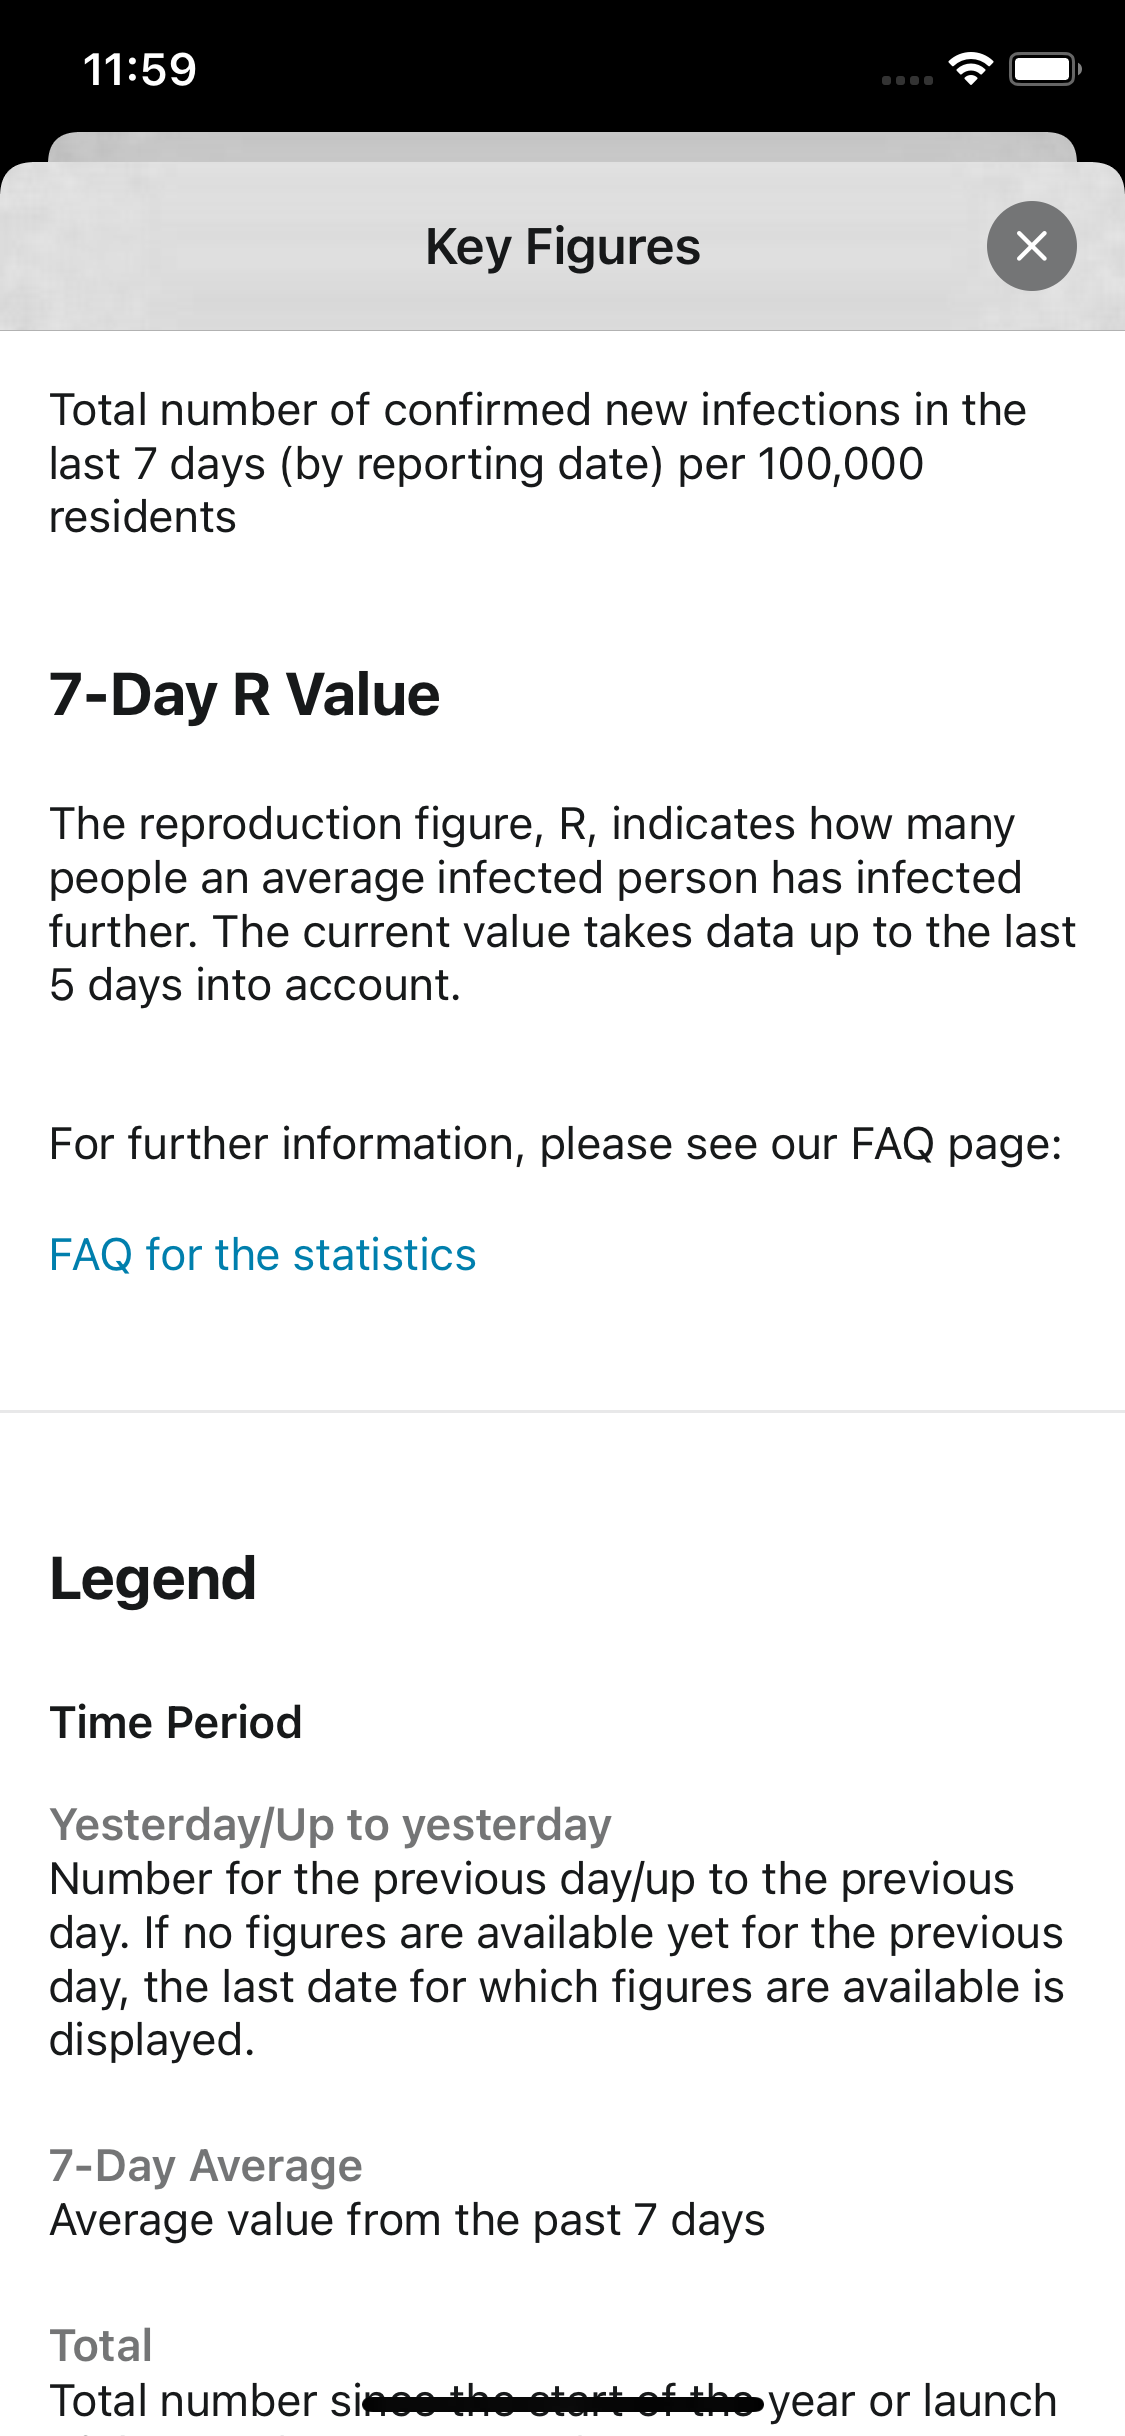 11:59
Key Figures
Total number of confirmed new infections in the
last 7 days (by reporting date) per 100,000
residents
7-Day R Value
The reproduction figure, R, indicates how many
people an average infected person has infected
further. The current value takes data up to the last
5 days into account.
For further information, please see our FAQ page:
FAQ for the statistics
Legend
Time Period
Yesterday/Up to yesterday
Number for the previous day/up to the previous
day. If no figures are available yet for the previous
day, the last date for which figures are available is
displayed.
7-Day Average
Average value from the past 7 days
Total
Total number since the start of the year or launch